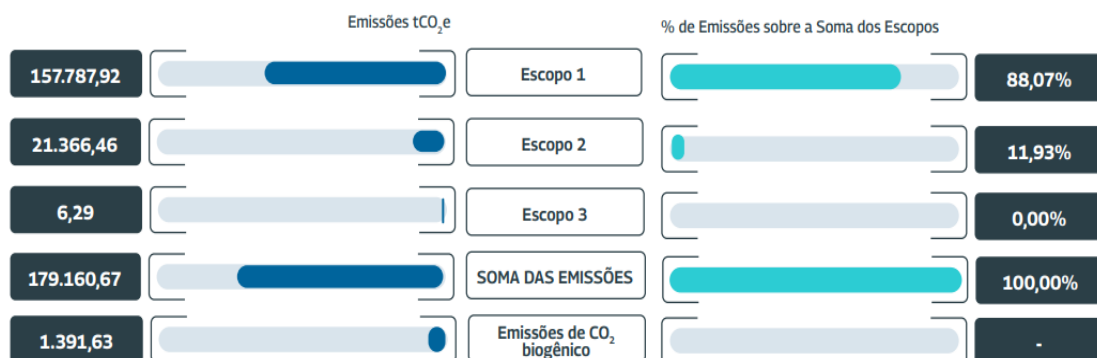 Emissões tCO₂e
% de Emissões sobre a Soma dos Escopos
157.787,92 Escopo 1 88,07%
21.366,46 Escopo 2 11,93%
6,29 Escopo 3 0,00%
179.160,67 SOMA DAS EMISSÕES 100,00%
1.391,63 Emissões de CO₂ biogênico -